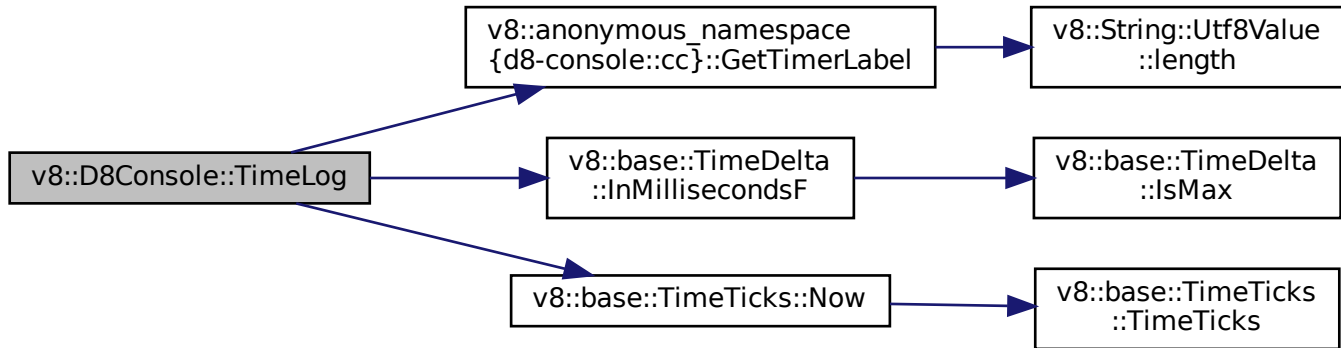 v8::D8Console::TimeLog
v8::anonymous_namespace
{d8-console::cc}::GetTimerLabel
v8::String::Utf8Value
::length
v8::base::TimeDelta
::InMillisecondsF
v8::base::TimeDelta
::IsMax
v8::base::TimeTicks::Now
v8::base::TimeTicks
::TimeTicks